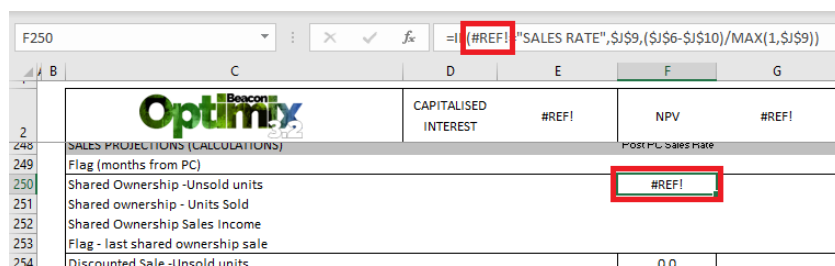 F250
fx
=IF(#REF!="SALES RATE",$J$9,($J$6-$J$10)/MAX(1,$J$9))
B C D E F G
2 Beacon Optimix 3.2 CAPITALISED INTEREST #REF! NPV #REF!
248 SALES PROJECTIONS (CALCULATIONS) Post PC Sales Rate
249 Flag (months from PC)
250 Shared Ownership -Unsold units #REF!
251 Shared ownership - Units Sold
252 Shared Ownership Sales Income
253 Flag - last shared ownership sale
254 Discounted Sale -Unsold units 0.0